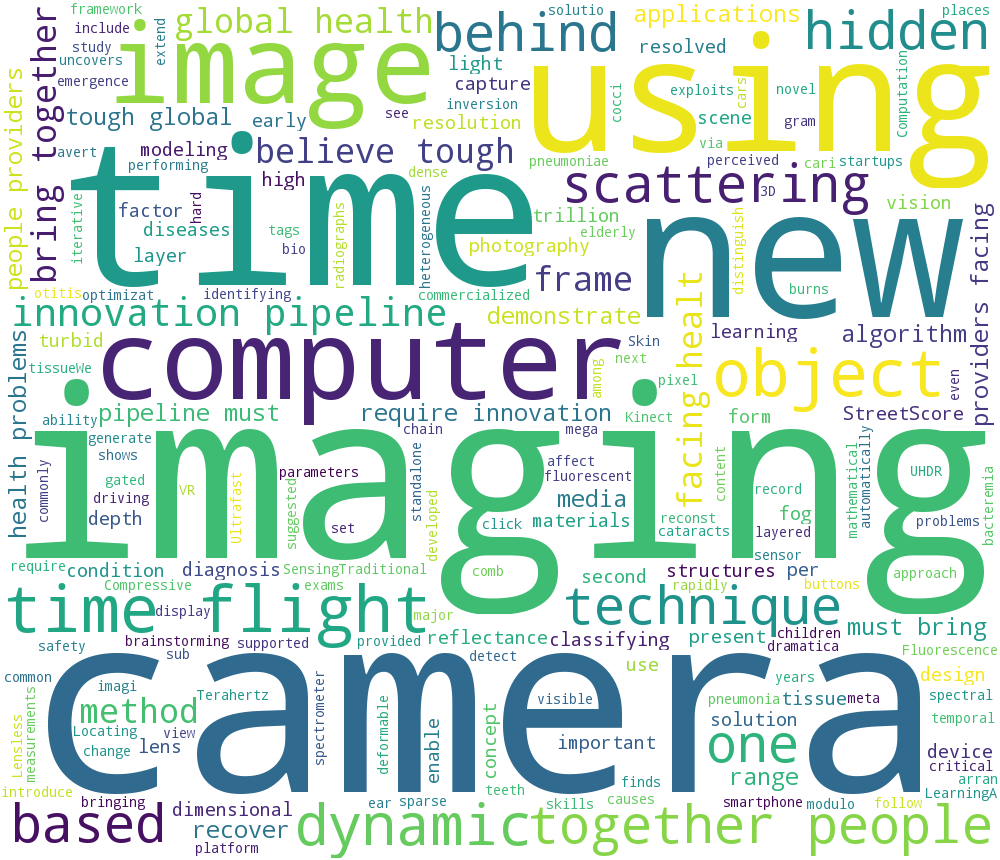 framework
include
study
uncovers
emergence
extend
global health
image
behind
solutio
applications
places
hidden
resolved
light
capture
inversion
see
resolution
tough global
early
bring together
people providers
avert
modeling
performing
believe tough
high
dense
using
exploits
cars
novel
Computation
cocci
scene
gram
via
perceived
cari
startups
pneumoniae
scattering
3D
vision
time
iterative
factor
hard
diseases
tags
layer
bio
radiographs
heterogeneous
trillion
elderly
photography
distinguish
new
providers facing
otitis
optimizat
identifying
commercialized
frame
burns
innovation pipeline
demonstrate
learning
algorithm
turbid
tissueWe
computer
Skin
next
among
pixel
object
even
health problems
facing healt
ability
pipeline must
require innovation
Kinect
form
StreetScore
generate
shows
chain
mega
commonly
gated
driving
VR
Ultrafast
parameters
suggested
set
standalone
developed
imaging
affect
fluorescent
media
click
materials
reconst
cataracts
content
record
fog
layered
mathematical
automatically
UHDR
problems
bacteremia
depth
require
condition
diagnosis
SensingTraditional
comb
structures
per
sensor
approach
Compressive
exams
second
rapidly
buttons
time flight
display
major
technique
must bring
safety
brainstorming
supported
provided
reflectance
classifying
present
children
dramatica
Fluorescence
sub
detect
use
common
imagi
Terahertz
spectrometer
camera
visible
years
design
Lensless
measurements
method
Locating
view
change
lens
deformable
enable
concept
important
pneumonia
tissue
meta
spectral
solution
temporal
one
device
critical
range
arran
finds
introduce
bringing
dimensional
ear
sparse
teeth
skills
causes
smartphone
modulo
follow
LearningA
based
recover
platform
dynamic
together people